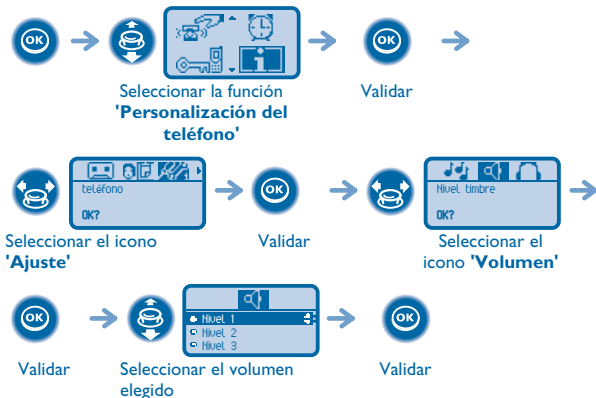 OK
OK
Seleccionar la función
'Personalización del
teléfono'
Validar
teléfono
OK?
OK
Nivel timbre
OK?
Seleccionar el icono
'Ajuste'
Validar
Seleccionar el
icono 'Volumen'
OK
Nivel 1
Nivel 2
Nivel 3
OK
Validar
Seleccionar el volumen
elegido
Validar